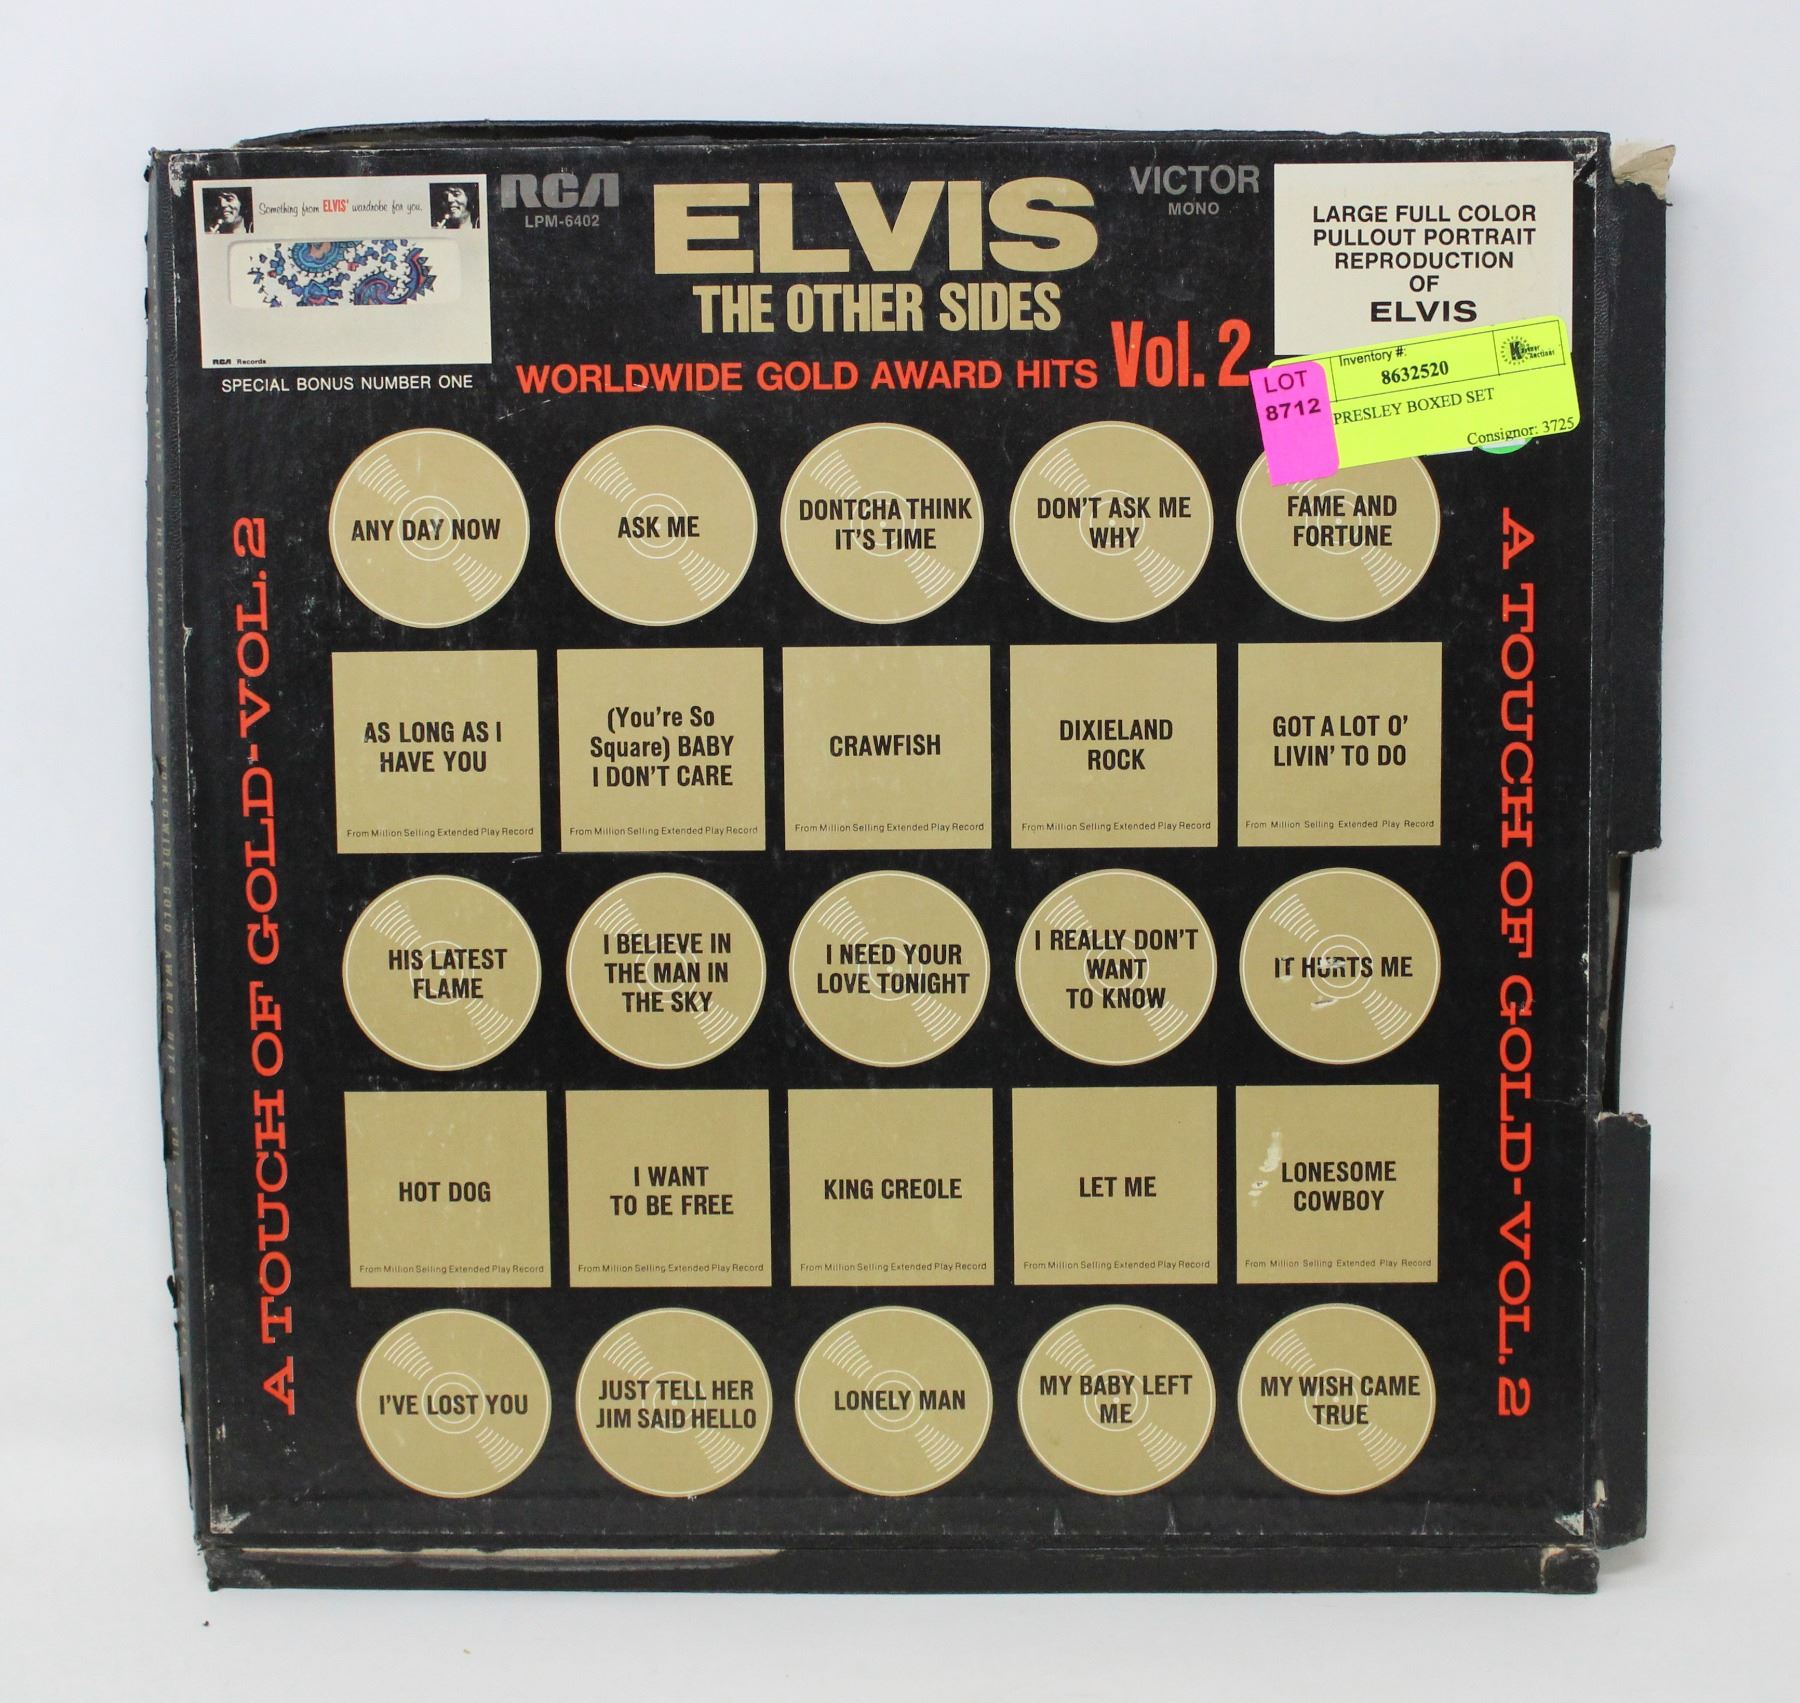 Something from ELVIS' wardrobe for you.
RCA Records
SPECIAL BONUS NUMBER ONE
RCA
LPM-6402
ELVIS
THE OTHER SIDES
WORLDWIDE GOLD AWARD HITS Vol. 2
VICTOR
MONO
LARGE FULL COLOR
PULLOUT PORTRAIT
REPRODUCTION
OF
ELVIS
LOT
8712
Inventory #:
8632520
PRESLEY BOXED SET
Consignor: 3725
A TOUCH OF GOLD-VOL. 2
A TOUCH OF GOLD-VOL. 2
ANY DAY NOW
ASK ME
DONTCHA THINK
IT'S TIME
DON'T ASK ME
WHY
FAME AND
FORTUNE
AS LONG AS I
HAVE YOU
From Million Selling Extended Play Record
(You're So
Square) BABY
I DON'T CARE
From Million Selling Extended Play Record
CRAWFISH
From Million Selling Extended Play Record
DIXIELAND
ROCK
From Million Selling Extended Play Record
GOT A LOT O'
LIVIN' TO DO
From Million Selling Extended Play Record
HIS LATEST
FLAME
I BELIEVE IN
THE MAN IN
THE SKY
I NEED YOUR
LOVE TONIGHT
I REALLY DON'T
WANT
TO KNOW
IT HURTS ME
HOT DOG
From Million Selling Extended Play Record
I WANT
TO BE FREE
From Million Selling Extended Play Record
KING CREOLE
From Million Selling Extended Play Record
LET ME
From Million Selling Extended Play Record
LONESOME
COWBOY
From Million Selling Extended Play Record
I'VE LOST YOU
JUST TELL HER
JIM SAID HELLO
LONELY MAN
MY BABY LEFT
ME
MY WISH CAME
TRUE